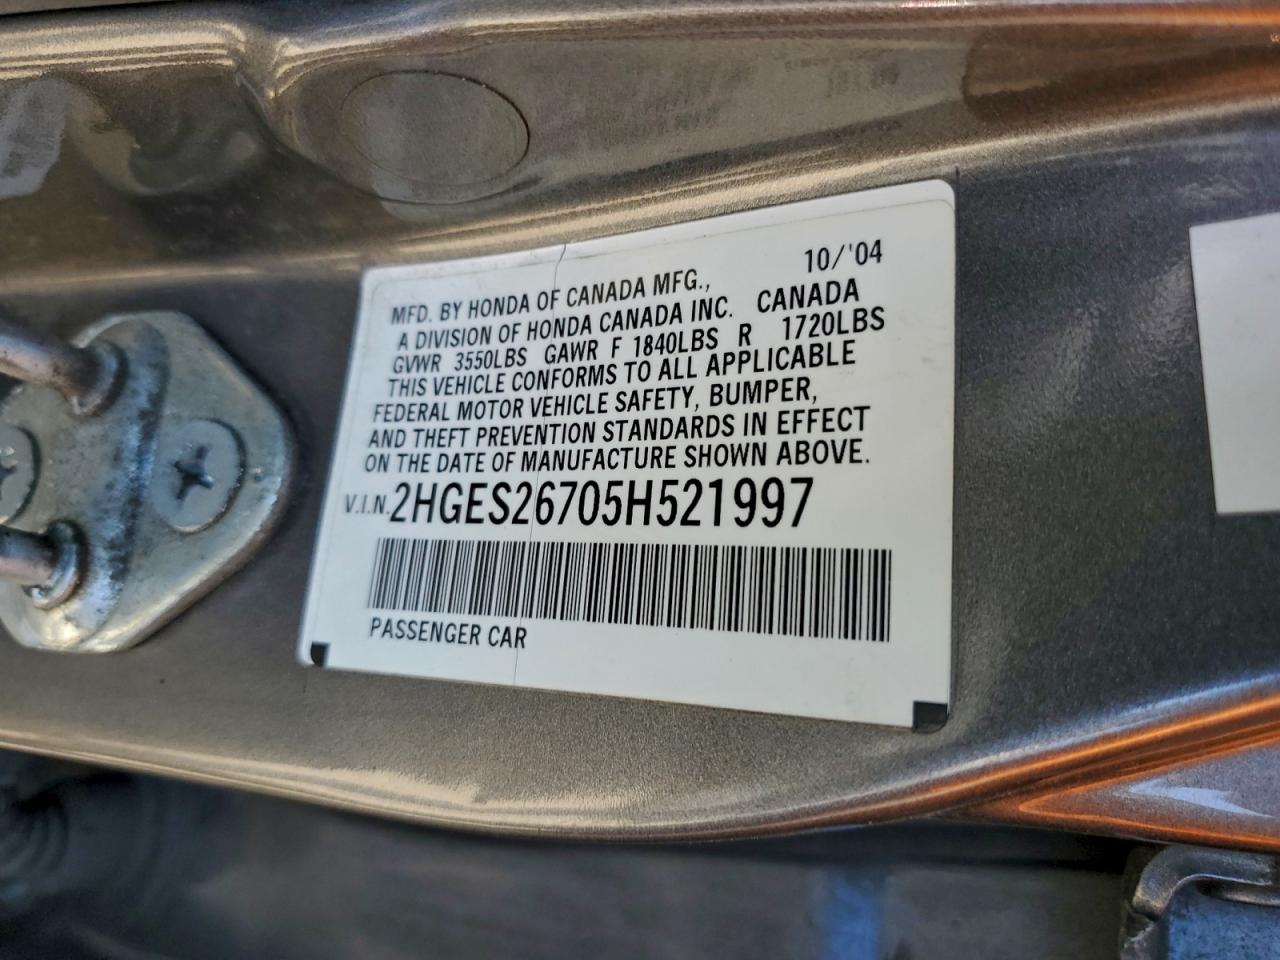 10/'04
MFD. BY HONDA OF CANADA MFG.,
A DIVISION OF HONDA CANADA INC. CANADA
GVWR 3550LBS GAWR F 1840LBS R 1720LBS
THIS VEHICLE CONFORMS TO ALL APPLICABLE
FEDERAL MOTOR VEHICLE SAFETY, BUMPER,
AND THEFT PREVENTION STANDARDS IN EFFECT
ON THE DATE OF MANUFACTURE SHOWN ABOVE.
V.I.N. 2HGES26705H521997
PASSENGER CAR